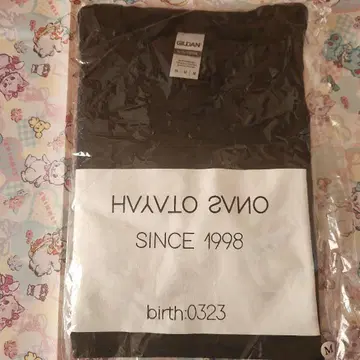 GILDAN
M M M
HAYATO SANO
SINCE 1998
birth:0323
M